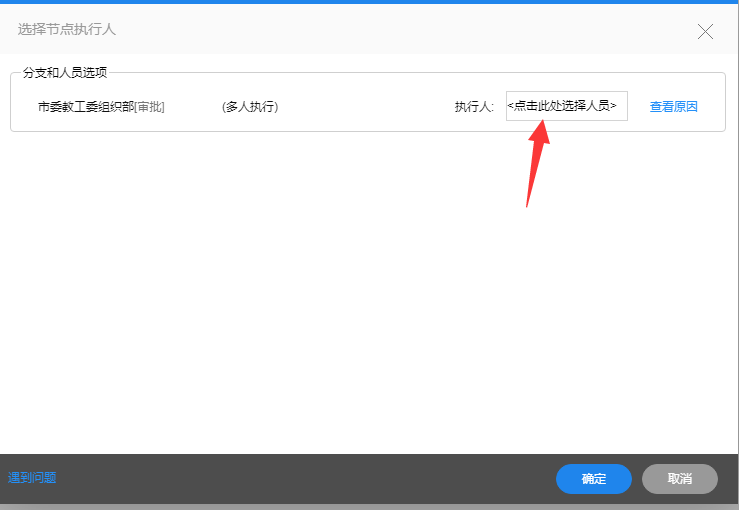 选择节点执行人
分支和人员选项
市委教工委组织部[审批] (多人执行) 执行人: <点击此处选择人员> 查看原因
遇到问题 确定 取消